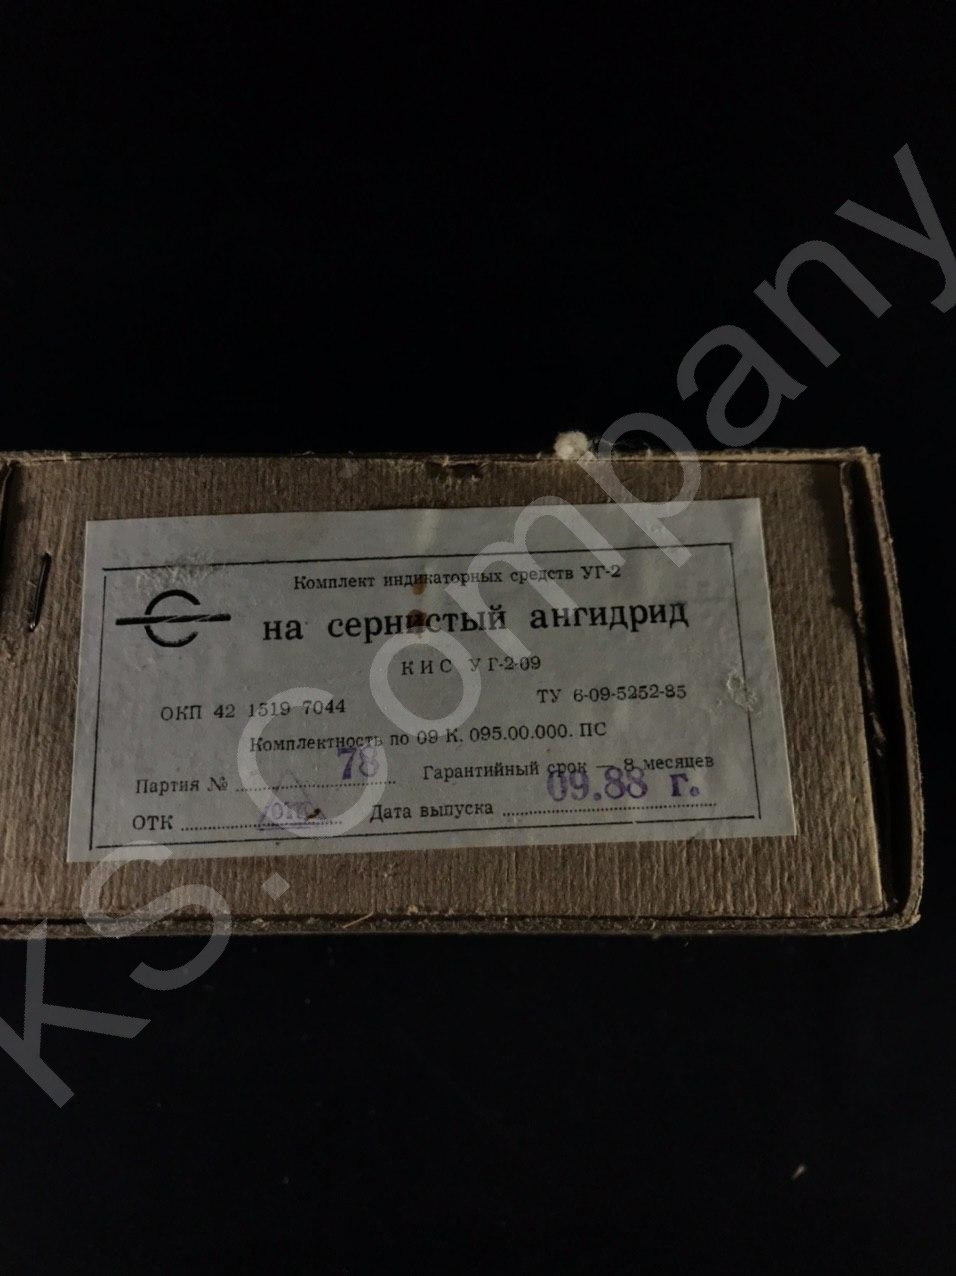 Комплект индикаторных средств УГ-2
на сернистый ангидрид
КИС УГ-2-09
ОКП 42 1519 7044 ТУ 6-09-5252-85
Комплектность по 09 К. 095.00.000. ПС
Партия № 78 Гарантийный срок — 8 месяцев
ОТК Дата выпуска 09.88 г.
KS.Company